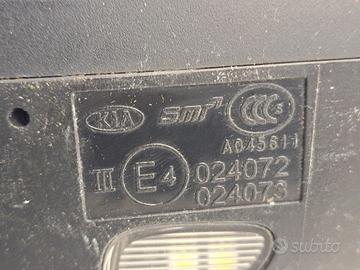 KIA SMR CCC S
A045611
III E4 024072
024073
subito